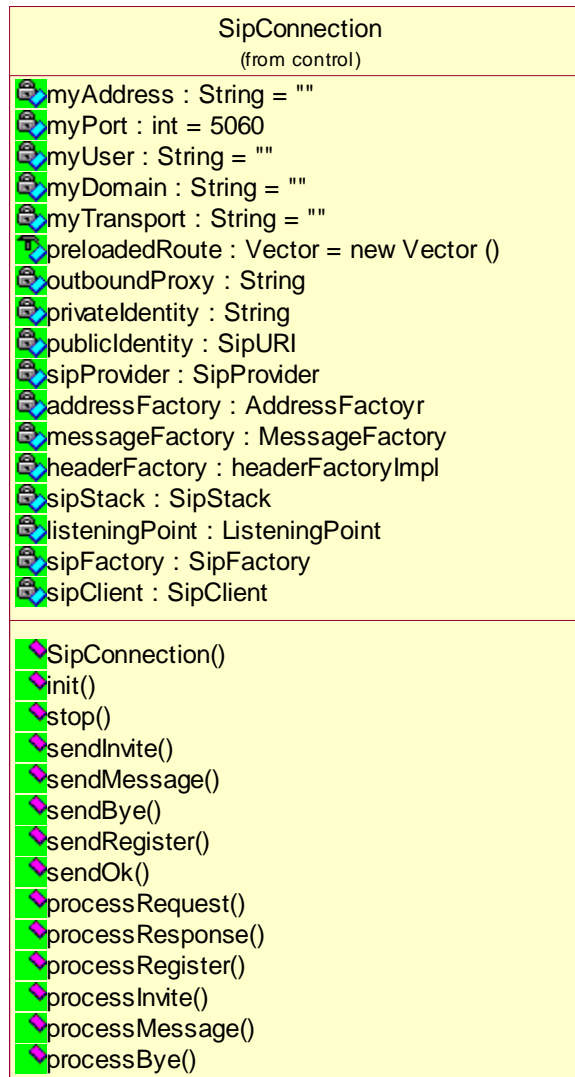 SipConnection
(from control)
myAddress : String = ""
myPort : int = 5060
myUser : String = ""
myDomain : String = ""
myTransport : String = ""
preloadedRoute : Vector = new Vector ()
outboundProxy : String
privateIdentity : String
publicIdentity : SipURI
sipProvider : SipProvider
addressFactory : AddressFactoyr
messageFactory : MessageFactory
headerFactory : headerFactoryImpl
sipStack : SipStack
listeningPoint : ListeningPoint
sipFactory : SipFactory
sipClient : SipClient
SipConnection()
init()
stop()
sendInvite()
sendMessage()
sendBye()
sendRegister()
sendOk()
processRequest()
processResponse()
processRegister()
processInvite()
processMessage()
processBye()